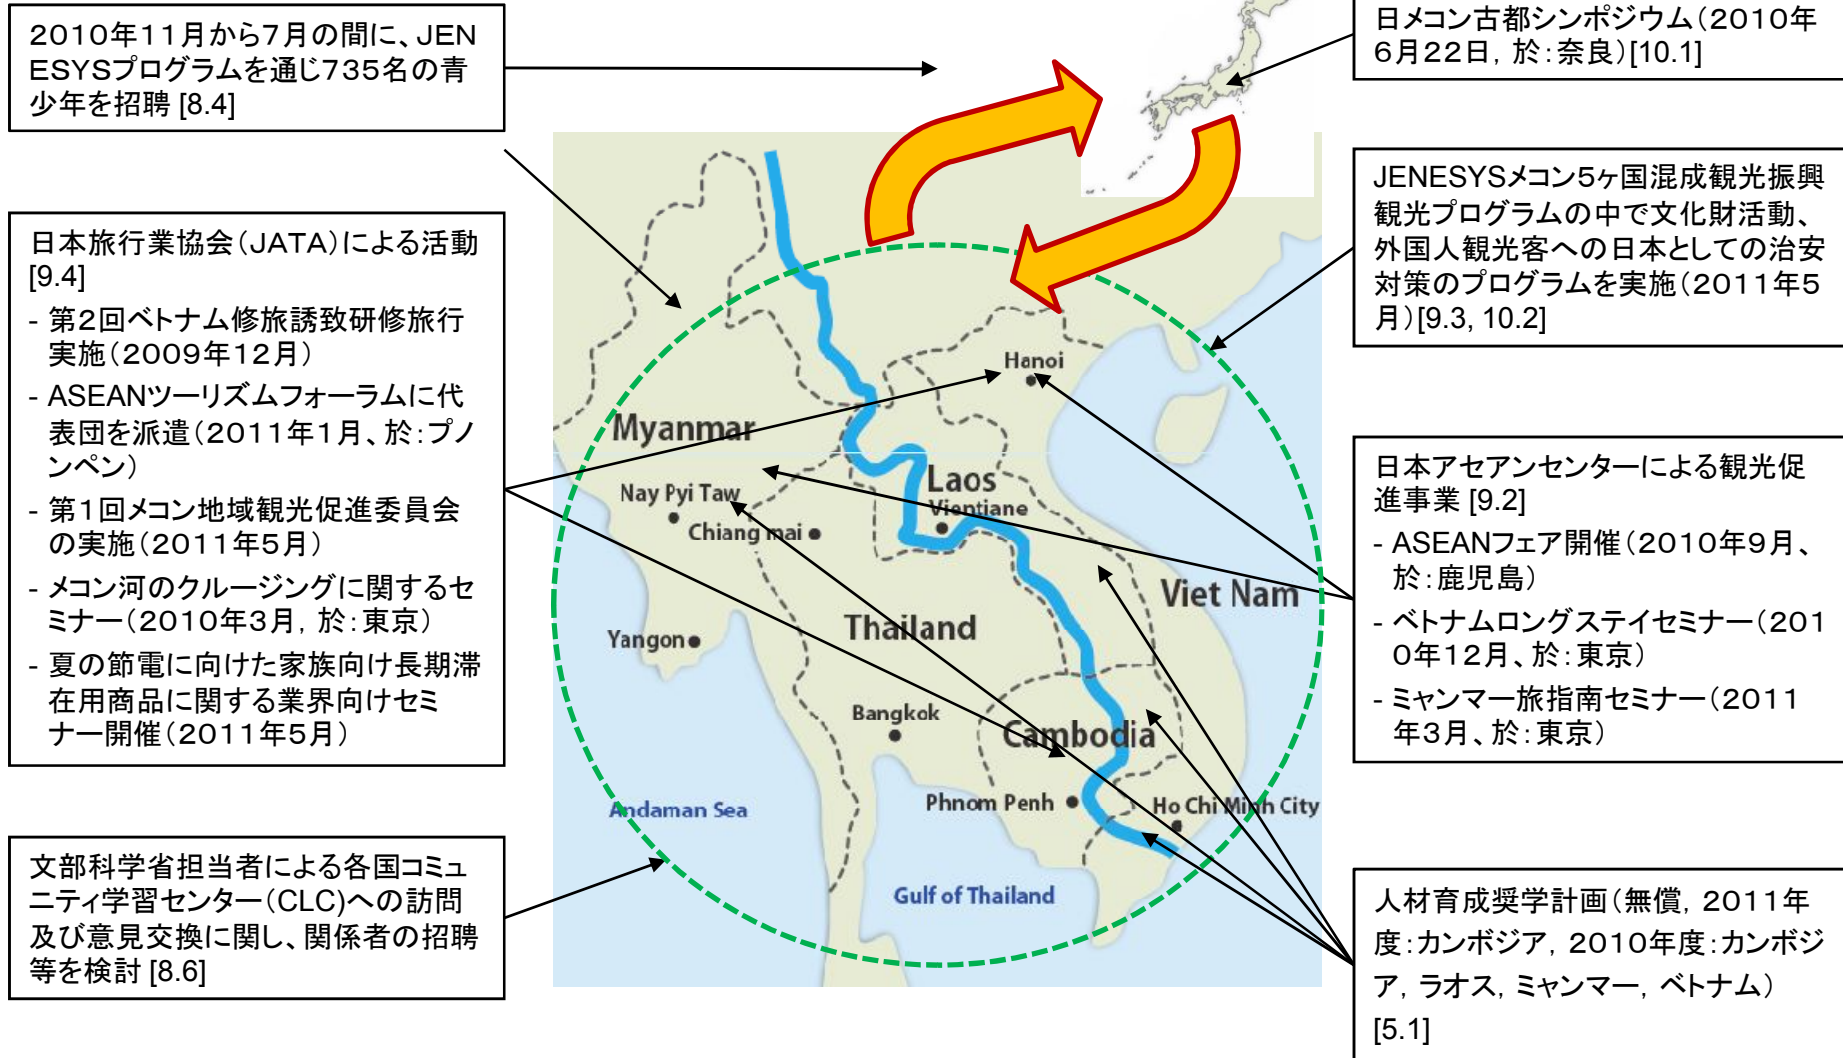 2010年11月から7月の間に、JEN
ESYSプログラムを通じ735名の青
少年を招聘 [8.4]
日本旅行業協会(JATA)による活動
[9.4]
- 第2回ベトナム修旅誘致研修旅行
実施(2009年12月)
- ASEANツーリズムフォーラムに代
表団を派遣(2011年1月、於:プノ
ンペン)
- 第1回メコン地域観光促進委員会
の実施(2011年5月)
- メコン河のクルージングに関するセ
ミナー(2010年3月, 於:東京)
- 夏の節電に向けた家族向け長期滞
在用商品に関する業界向けセミ
ナー開催(2011年5月)
文部科学省担当者による各国コミュ
ニティ学習センター(CLC)への訪問
及び意見交換に関し、関係者の招聘
等を検討 [8.6]
Hanoi
Myanmar
Laos
Nay Pyi Taw
Vientiane
Chiang mai
Viet Nam
Thailand
Yangon
Bangkok
Cambodia
Phnom Penh
Ho Chi Minh City
Andaman Sea
Gulf of Thailand
日メコン古都シンポジウム(2010年
6月22日, 於:奈良)[10.1]
JENESYSメコン5ヶ国混成観光振興
観光プログラムの中で文化財活動、
外国人観光客への日本としての治安
対策のプログラムを実施(2011年5
月)[9.3, 10.2]
日本アセアンセンターによる観光促
進事業 [9.2]
- ASEANフェア開催(2010年9月、
於:鹿児島)
- ベトナムロングステイセミナー(201
0年12月、於:東京)
- ミャンマー旅指南セミナー(2011
年3月、於:東京)
人材育成奨学計画(無償, 2011年
度:カンボジア, 2010年度:カンボジ
ア, ラオス, ミャンマー, ベトナム)
[5.1]